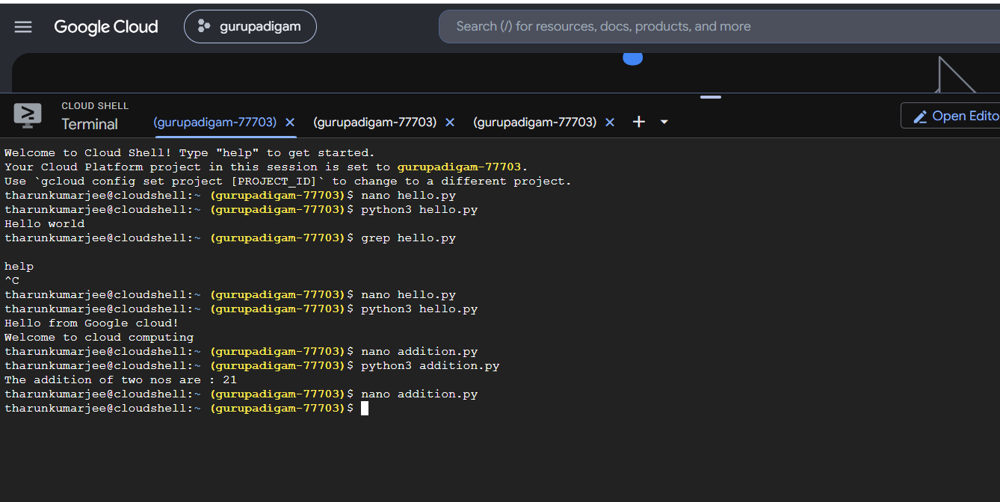 Google Cloud
gurupadigam
Search (/) for resources, docs, products, and more
CLOUD SHELL
Terminal
(gurupadigam-77703)
(gurupadigam-77703)
(gurupadigam-77703)
Open Edito
Welcome to Cloud Shell! Type "help" to get started.
Your Cloud Platform project in this session is set to gurupadigam-77703.
Use `gcloud config set project [PROJECT_ID]` to change to a different project.
tharunkumarjee@cloudshell:~ (gurupadigam-77703)$ nano hello.py
tharunkumarjee@cloudshell:~ (gurupadigam-77703)$ python3 hello.py
Hello world
tharunkumarjee@cloudshell:~ (gurupadigam-77703)$ grep hello.py
help
^C
tharunkumarjee@cloudshell:~ (gurupadigam-77703)$ nano hello.py
tharunkumarjee@cloudshell:~ (gurupadigam-77703)$ python3 hello.py
Hello from Google cloud!
Welcome to cloud computing
tharunkumarjee@cloudshell:~ (gurupadigam-77703)$ nano addition.py
tharunkumarjee@cloudshell:~ (gurupadigam-77703)$ python3 addition.py
The addition of two nos are : 21
tharunkumarjee@cloudshell:~ (gurupadigam-77703)$ nano addition.py
tharunkumarjee@cloudshell:~ (gurupadigam-77703)$